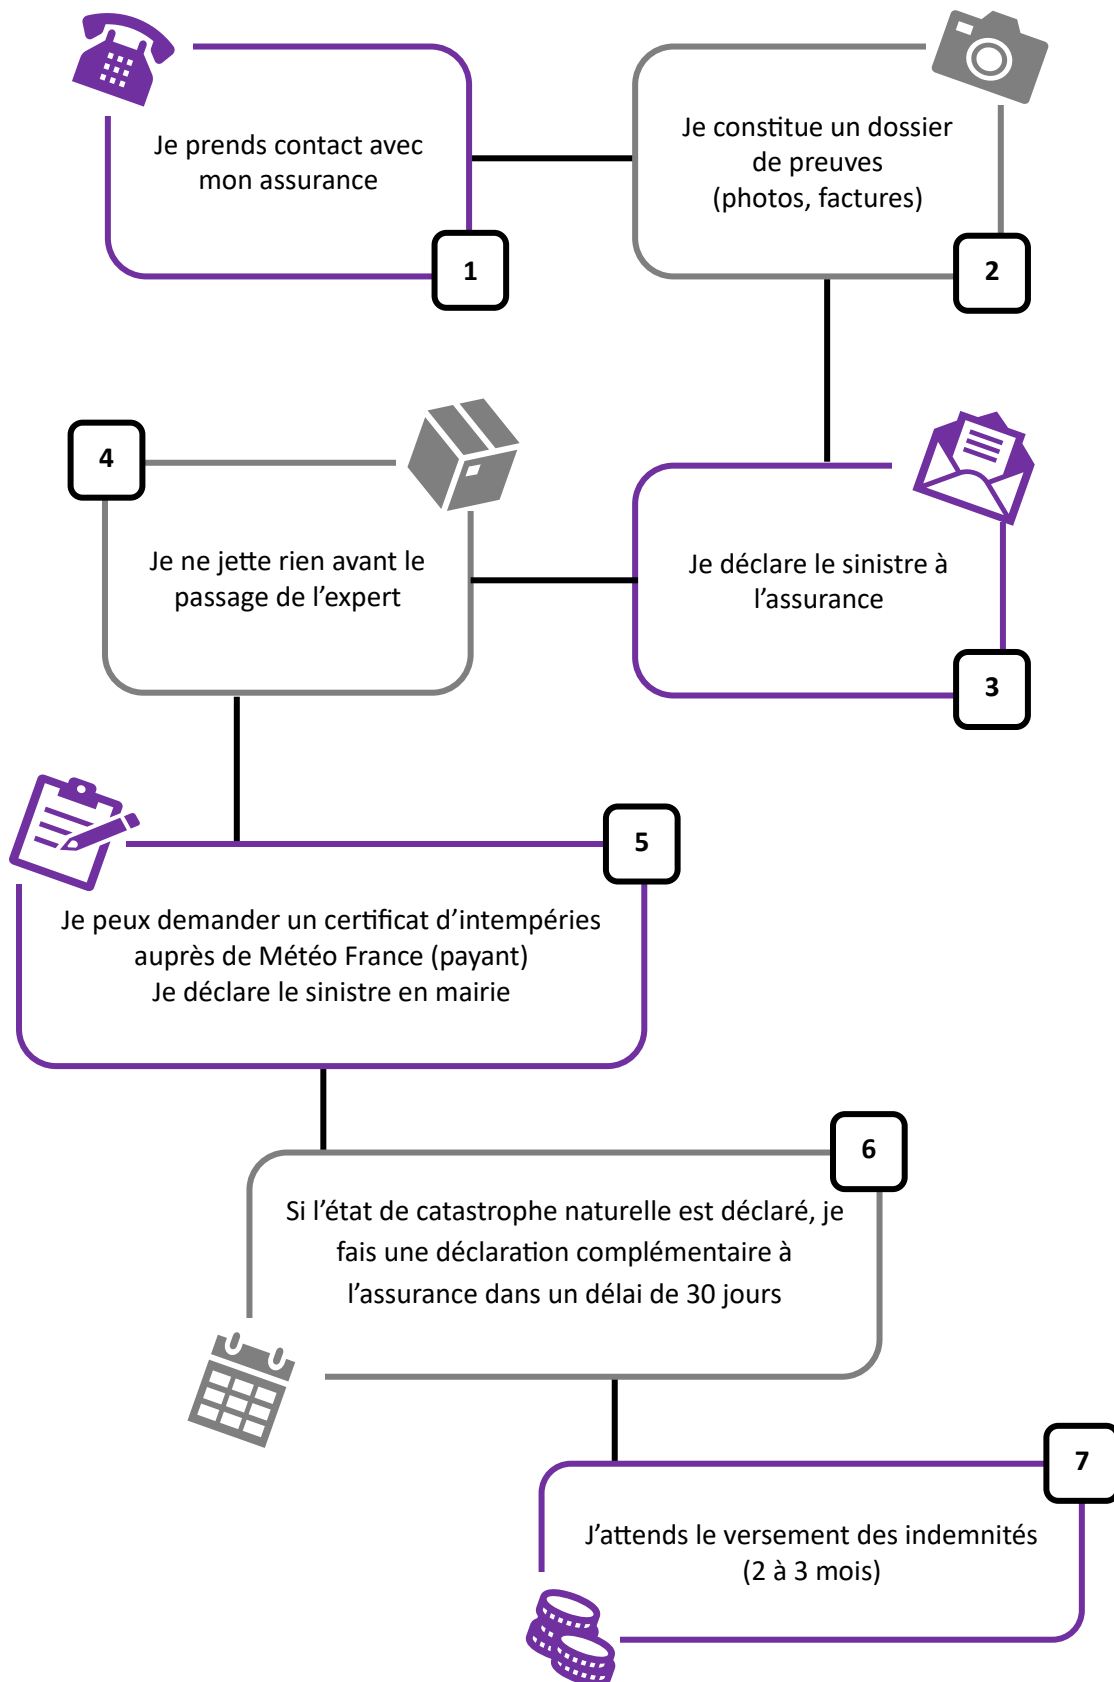 Je prends contact avec
mon assurance
1
Je constitue un dossier
de preuves
(photos, factures)
2
Je déclare le sinistre à
l’assurance
3
4
Je ne jette rien avant le
passage de l’expert
5
Je peux demander un certificat d’intempéries
auprès de Météo France (payant)
Je déclare le sinistre en mairie
6
Si l’état de catastrophe naturelle est déclaré, je
fais une déclaration complémentaire à
l’assurance dans un délai de 30 jours
7
J’attends le versement des indemnités
(2 à 3 mois)